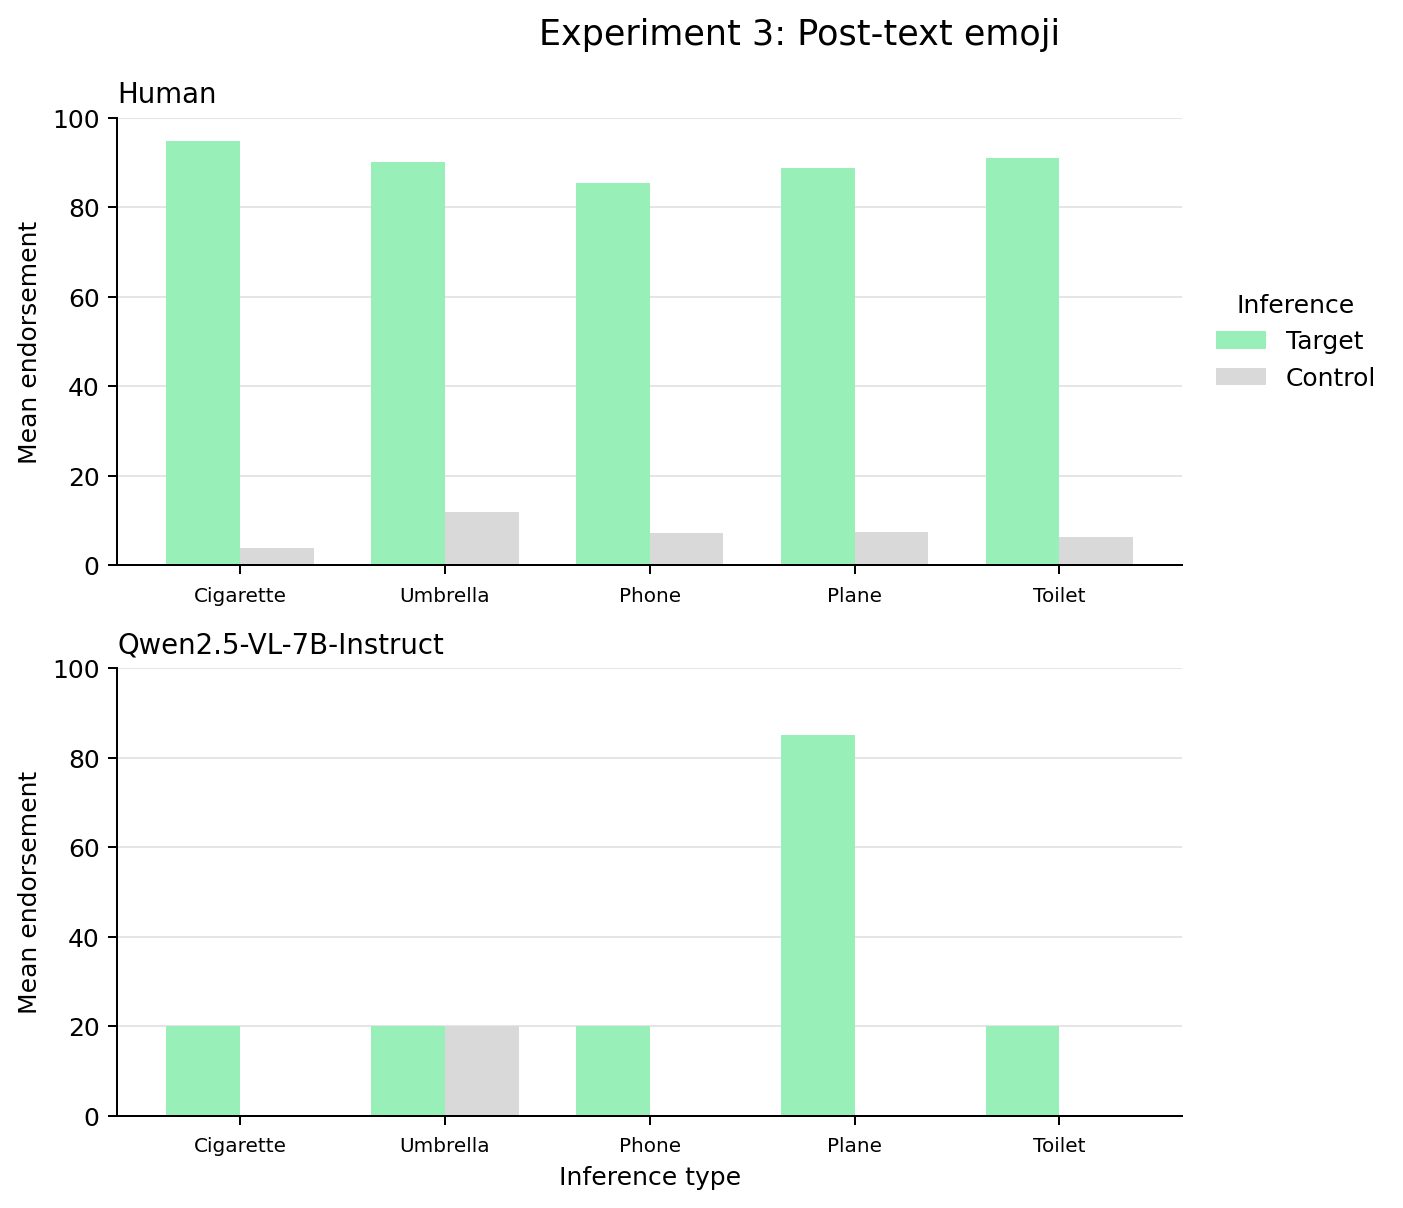 Experiment 3: Post-text emoji
Human
Mean endorsement
100
80
60
40
20
0
Cigarette Umbrella Phone Plane Toilet
Inference
Target
Control
Qwen2.5-VL-7B-Instruct
Mean endorsement
100
80
60
40
20
0
Cigarette Umbrella Phone Plane Toilet
Inference type